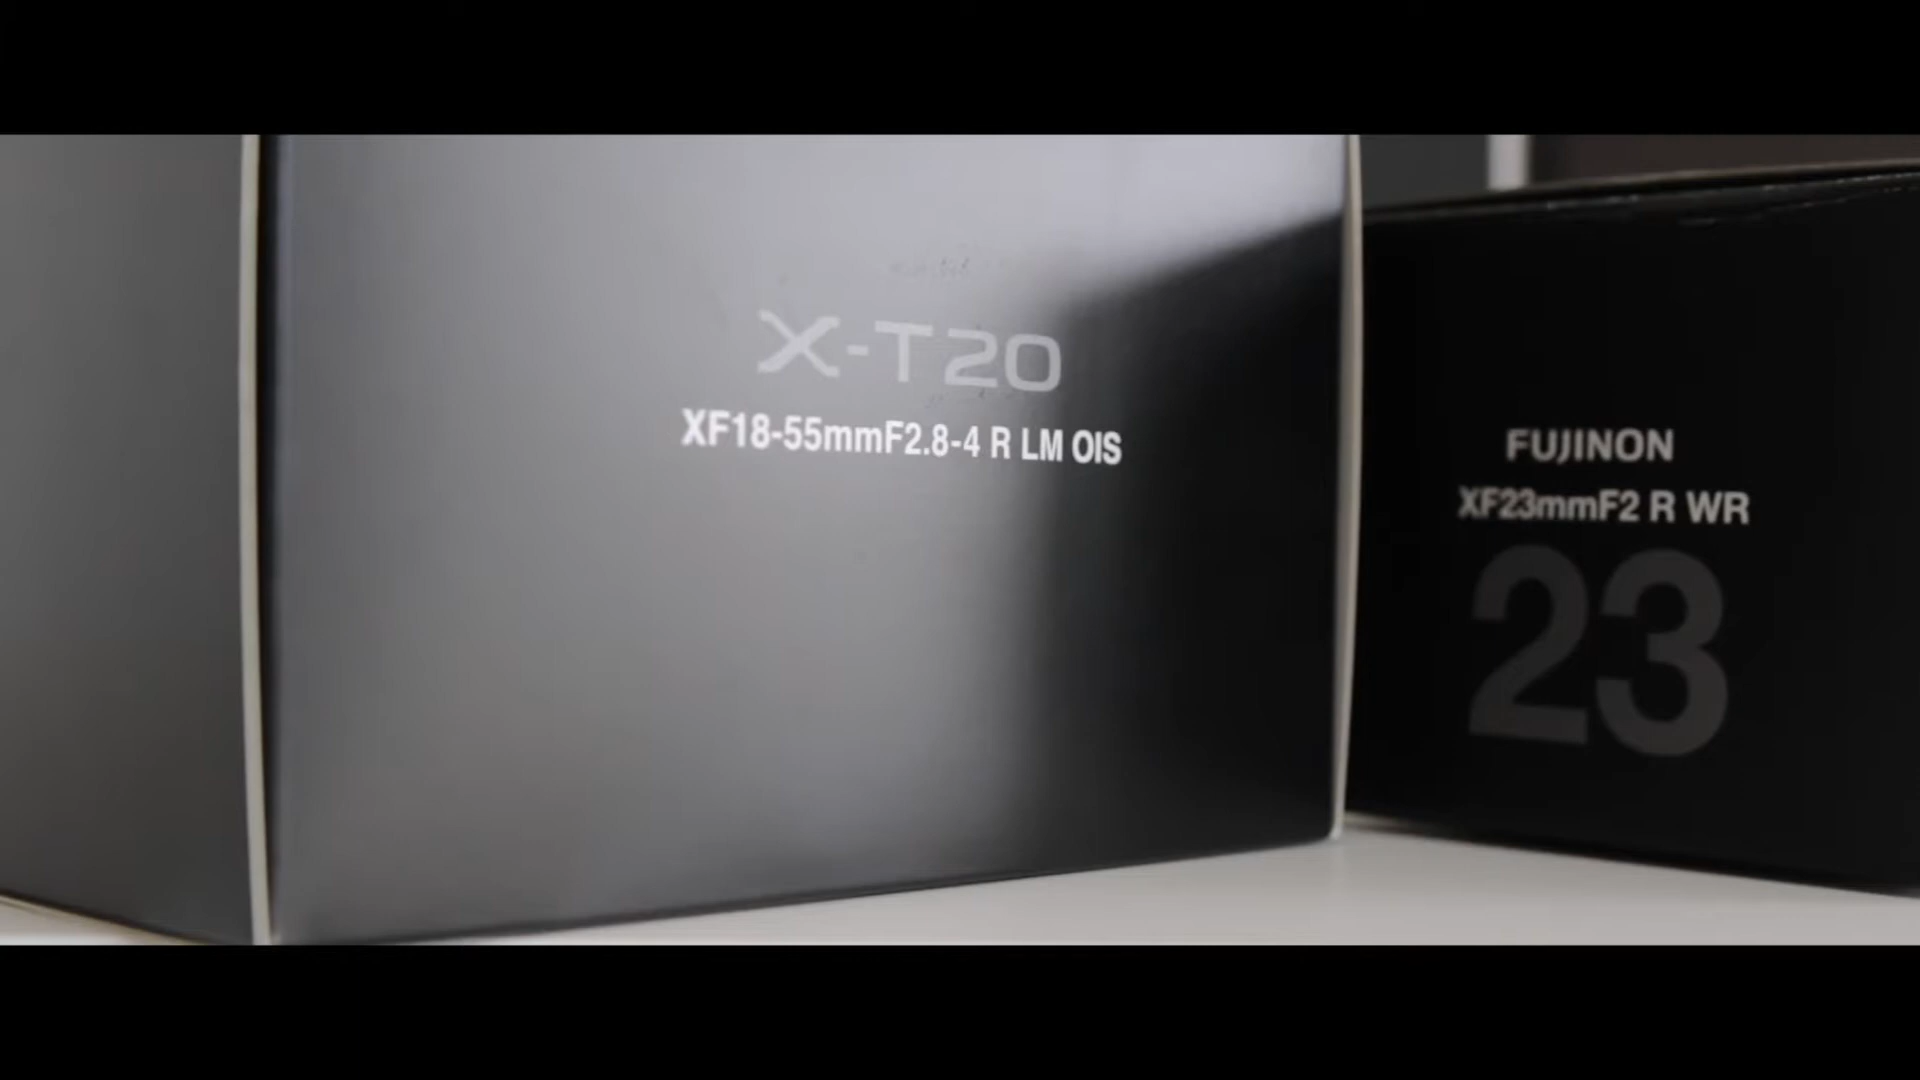 X-T20
XF18-55mmF2.8-4 R LM OIS
FUJINON
XF23mmF2 R WR
23